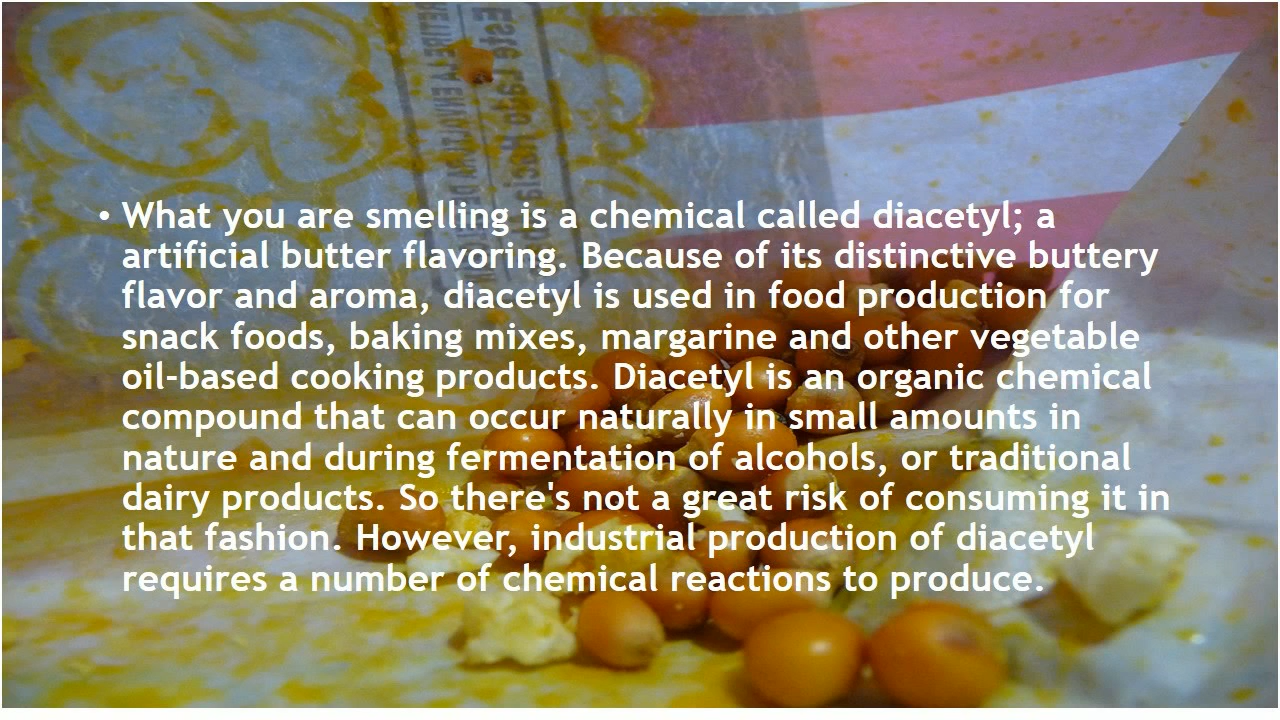 • What you are smelling is a chemical called diacetyl; a
artificial butter flavoring. Because of its distinctive buttery
flavor and aroma, diacetyl is used in food production for
snack foods, baking mixes, margarine and other vegetable
oil-based cooking products. Diacetyl is an organic chemical
compound that can occur naturally in small amounts in
nature and during fermentation of alcohols, or traditional
dairy products. So there's not a great risk of consuming it in
that fashion. However, industrial production of diacetyl
requires a number of chemical reactions to produce.
Este lado